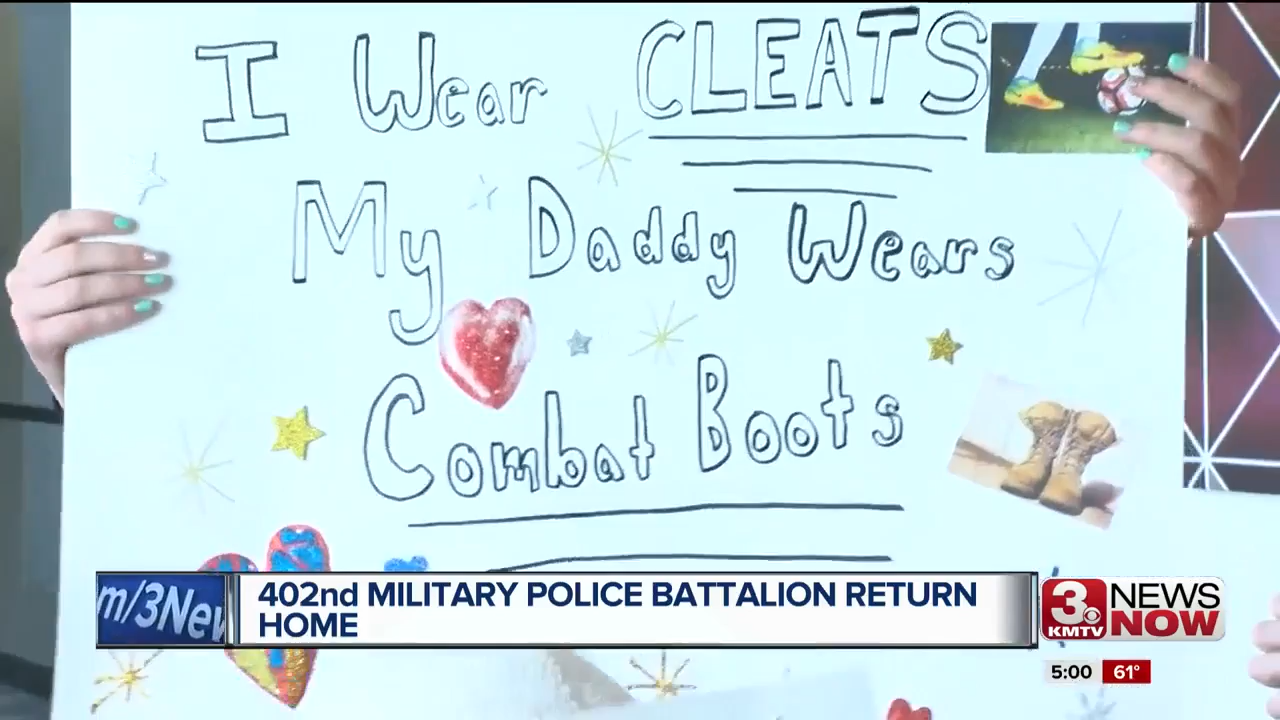 I Wear CLEATS
My Daddy Wears
Combat Boots
m/3New
402nd MILITARY POLICE BATTALION RETURN
HOME
3 NEWS
KMTV NOW
5:00 61°